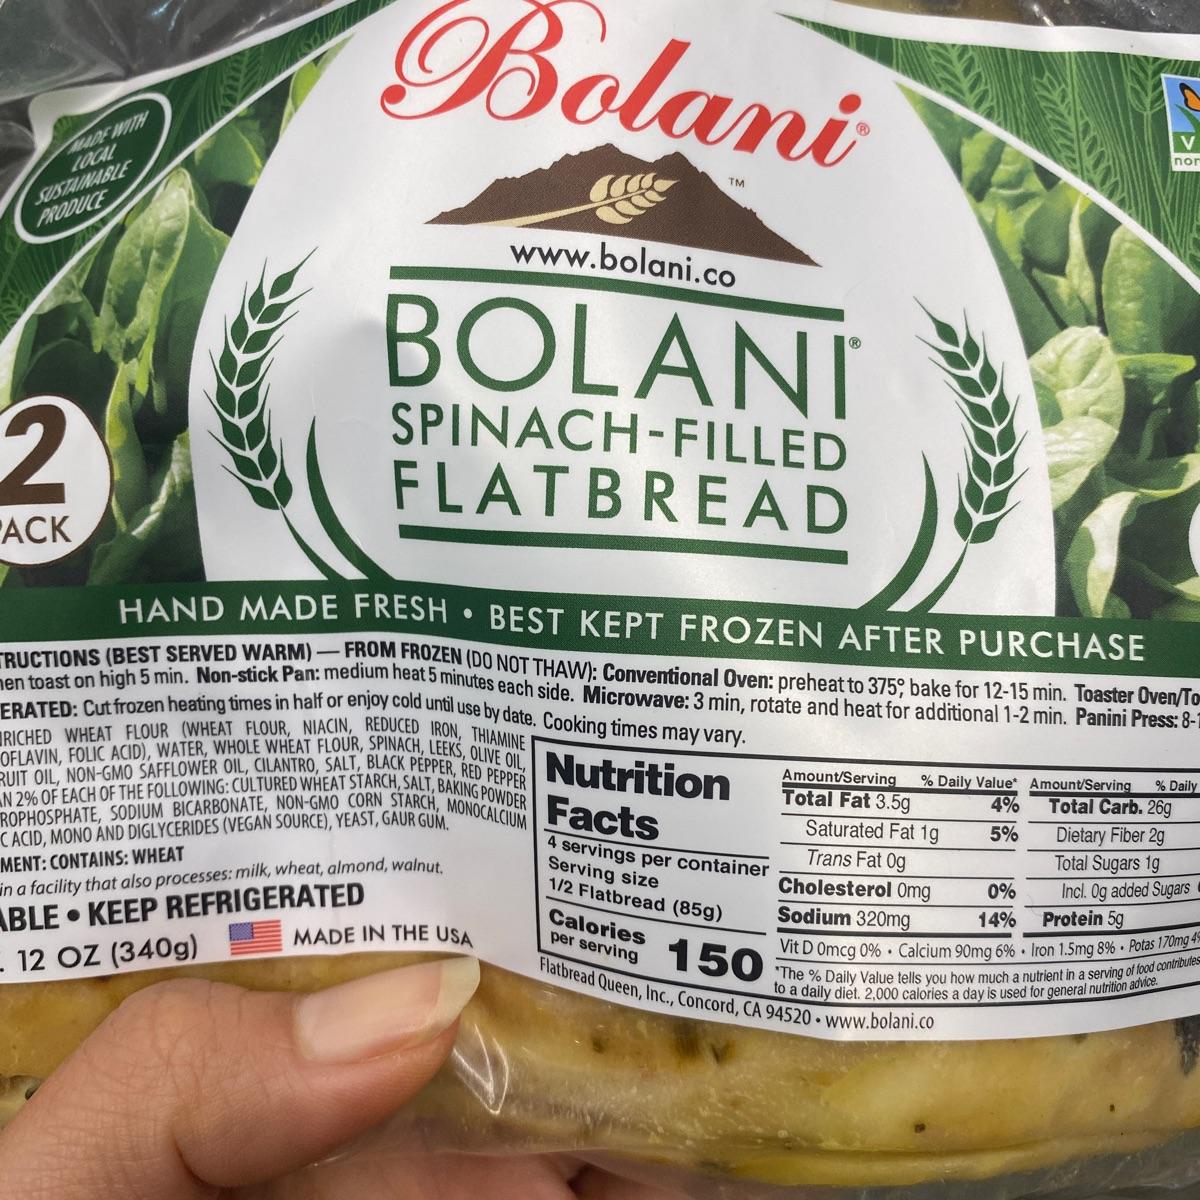 Bolani®
MADE WITH
LOCAL
SUSTAINABLE
PRODUCE
™
www.bolani.co
BOLANI®
SPINACH-FILLED
FLATBREAD
2
PACK
HAND MADE FRESH • BEST KEPT FROZEN AFTER PURCHASE
TRUCTIONS (BEST SERVED WARM) — FROM FROZEN (DO NOT THAW): Conventional Oven: preheat to 375°, bake for 12-15 min. Toaster Oven/To
hen toast on high 5 min. Non-stick Pan: medium heat 5 minutes each side. Microwave: 3 min, rotate and heat for additional 1-2 min. Panini Press: 8-1
ERATED: Cut frozen heating times in half or enjoy cold until use by date. Cooking times may vary.
RICHED WHEAT FLOUR (WHEAT FLOUR, NIACIN, REDUCED IRON, THIAMINE
OFLAVIN, FOLIC ACID), WATER, WHOLE WHEAT FLOUR, SPINACH, LEEKS, OLIVE OIL,
RUIT OIL, NON-GMO SAFFLOWER OIL, CILANTRO, SALT, BLACK PEPPER, RED PEPPER
AN 2% OF EACH OF THE FOLLOWING: CULTURED WHEAT STARCH, SALT, BAKING POWDER
ROPHOSPHATE, SODIUM BICARBONATE, NON-GMO CORN STARCH, MONOCALCIUM
C ACID, MONO AND DIGLYCERIDES (VEGAN SOURCE), YEAST, GAUR GUM.
MENT: CONTAINS: WHEAT
in a facility that also processes: milk, wheat, almond, walnut.
ABLE • KEEP REFRIGERATED
. 12 OZ (340g) MADE IN THE USA
Nutrition
Facts
4 servings per container
Serving size
1/2 Flatbread (85g)
Calories
per serving 150
Amount/Serving % Daily Value*
Total Fat 3.5g 4%
Saturated Fat 1g 5%
Trans Fat 0g
Cholesterol 0mg 0%
Sodium 320mg 14%
Amount/Serving % Daily
Total Carb. 26g
Dietary Fiber 2g
Total Sugars 1g
Incl. 0g added Sugars
Protein 5g
Vit D 0mcg 0% • Calcium 90mg 6% • Iron 1.5mg 8% • Potas 170mg 4%
*The % Daily Value tells you how much a nutrient in a serving of food contributes
to a daily diet. 2,000 calories a day is used for general nutrition advice.
Flatbread Queen, Inc., Concord, CA 94520 • www.bolani.co